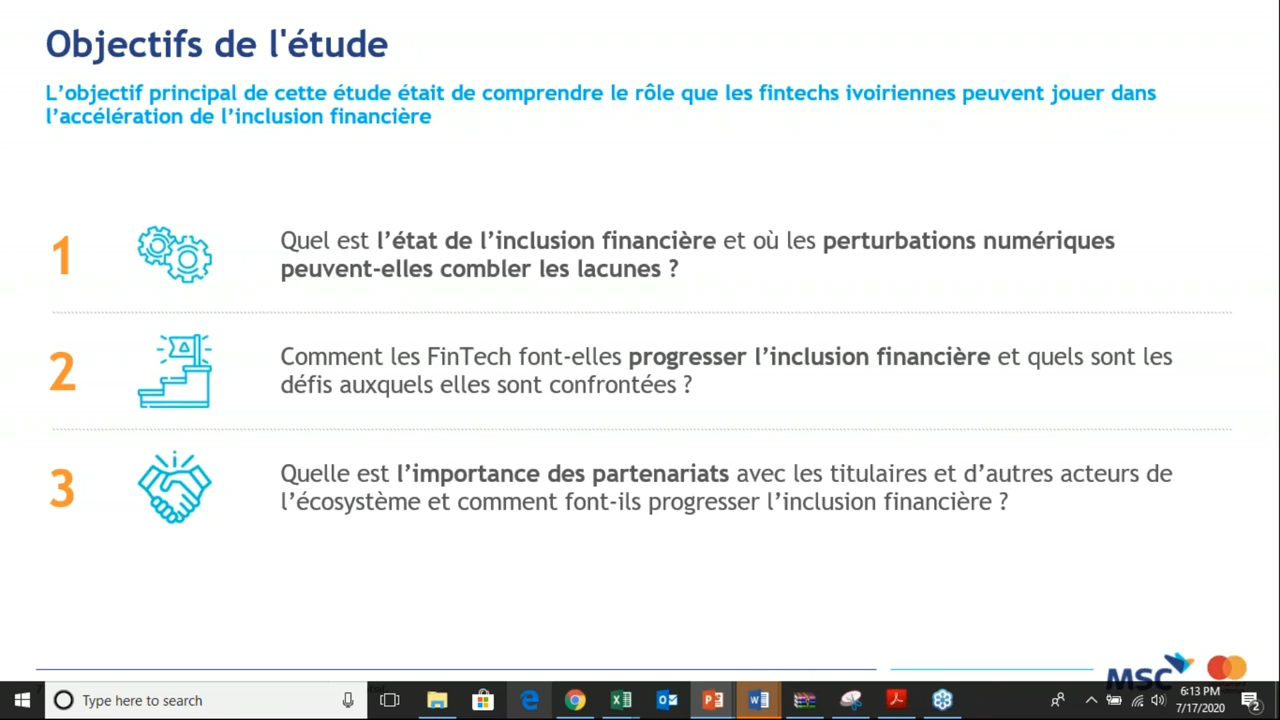 Objectifs de l'étude
L’objectif principal de cette étude était de comprendre le rôle que les fintechs ivoiriennes peuvent jouer dans
l’accélération de l’inclusion financière
1
Quel est l’état de l’inclusion financière et où les perturbations numériques
peuvent-elles combler les lacunes ?
2
Comment les FinTech font-elles progresser l’inclusion financière et quels sont les
défis auxquels elles sont confrontées ?
3
Quelle est l’importance des partenariats avec les titulaires et d’autres acteurs de
l’écosystème et comment font-ils progresser l’inclusion financière ?
MSC
Type here to search
6:13 PM
7/17/2020
2